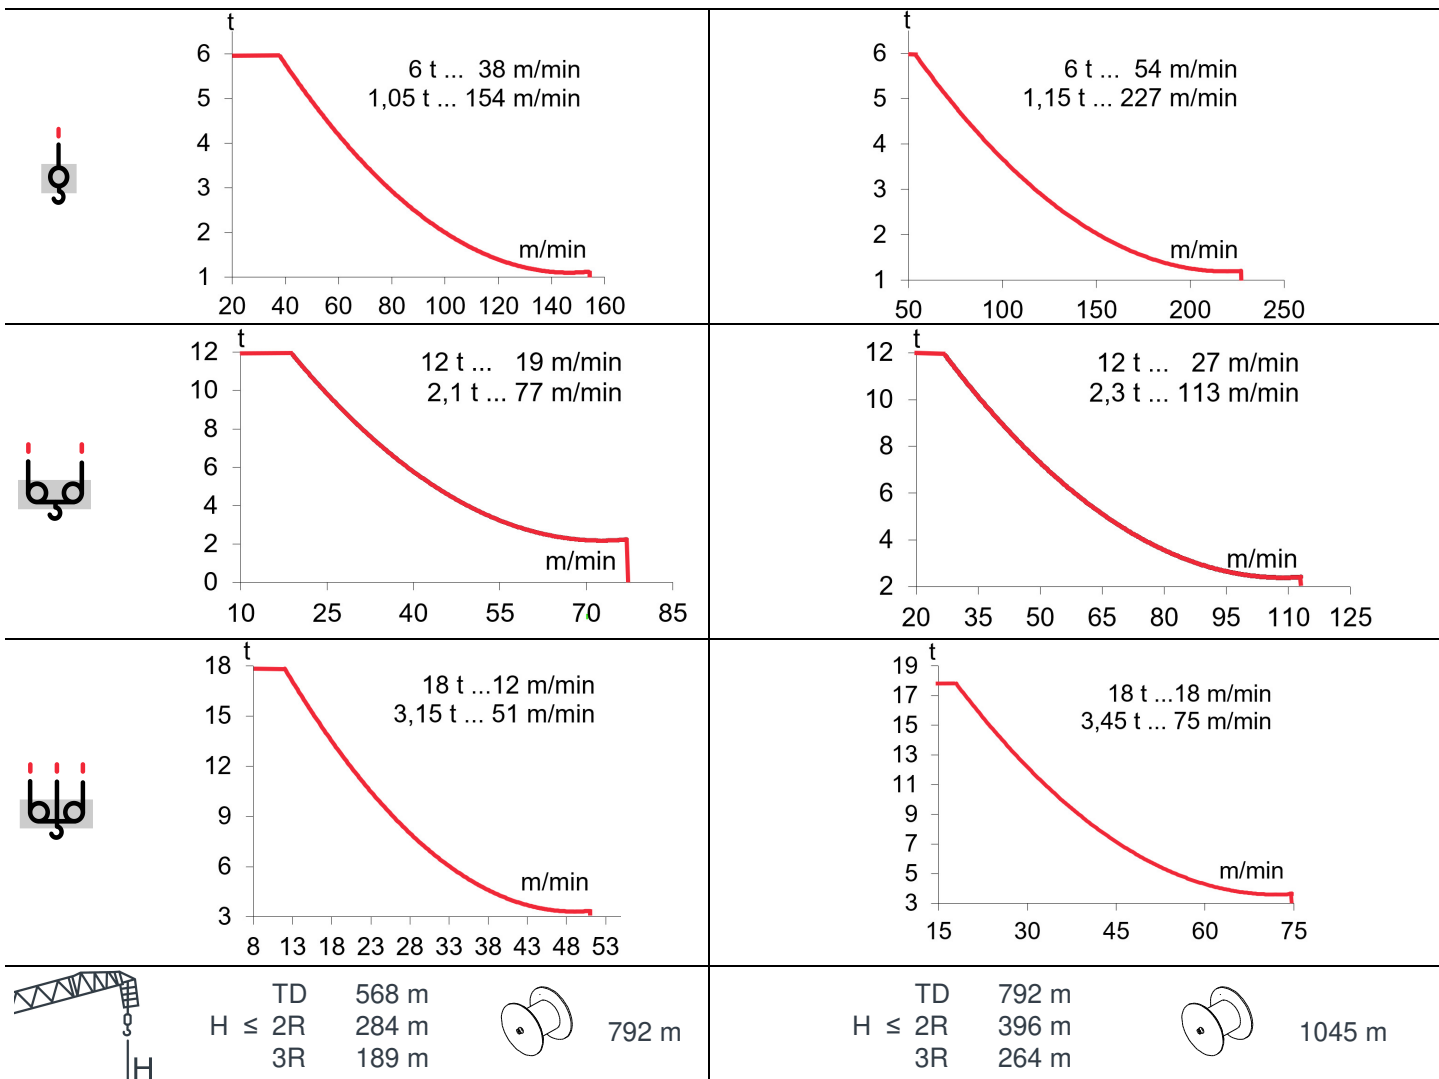 t
6
5
4
3
2
1
20 40 60 80 100 120 140 160
6 t ... 38 m/min
1,05 t ... 154 m/min
m/min
t
6
5
4
3
2
1
50 100 150 200 250
6 t ... 54 m/min
1,15 t ... 227 m/min
m/min
t
12
10
8
6
4
2
0
10 25 40 55 70 85
12 t ... 19 m/min
2,1 t ... 77 m/min
m/min
t
12
10
8
6
4
2
20 35 50 65 80 95 110 125
12 t ... 27 m/min
2,3 t ... 113 m/min
m/min
t
18
15
12
9
6
3
8 13 18 23 28 33 38 43 48 53
18 t ...12 m/min
3,15 t ... 51 m/min
m/min
t
19
17
15
13
11
9
7
5
3
15 30 45 60 75
18 t ...18 m/min
3,45 t ... 75 m/min
m/min
H
TD 568 m
H ≤ 2R 284 m
3R 189 m
792 m
TD 792 m
H ≤ 2R 396 m
3R 264 m
1045 m